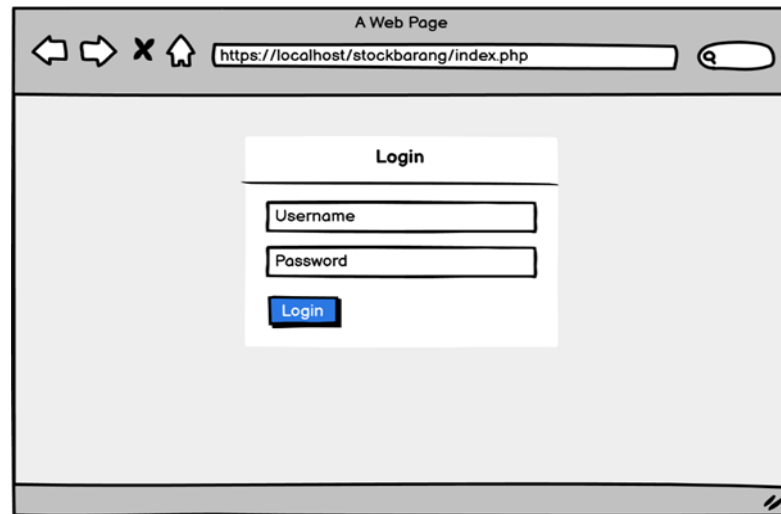 A Web Page
https://localhost/stockbarang/index.php
Login
Username
Password
Login